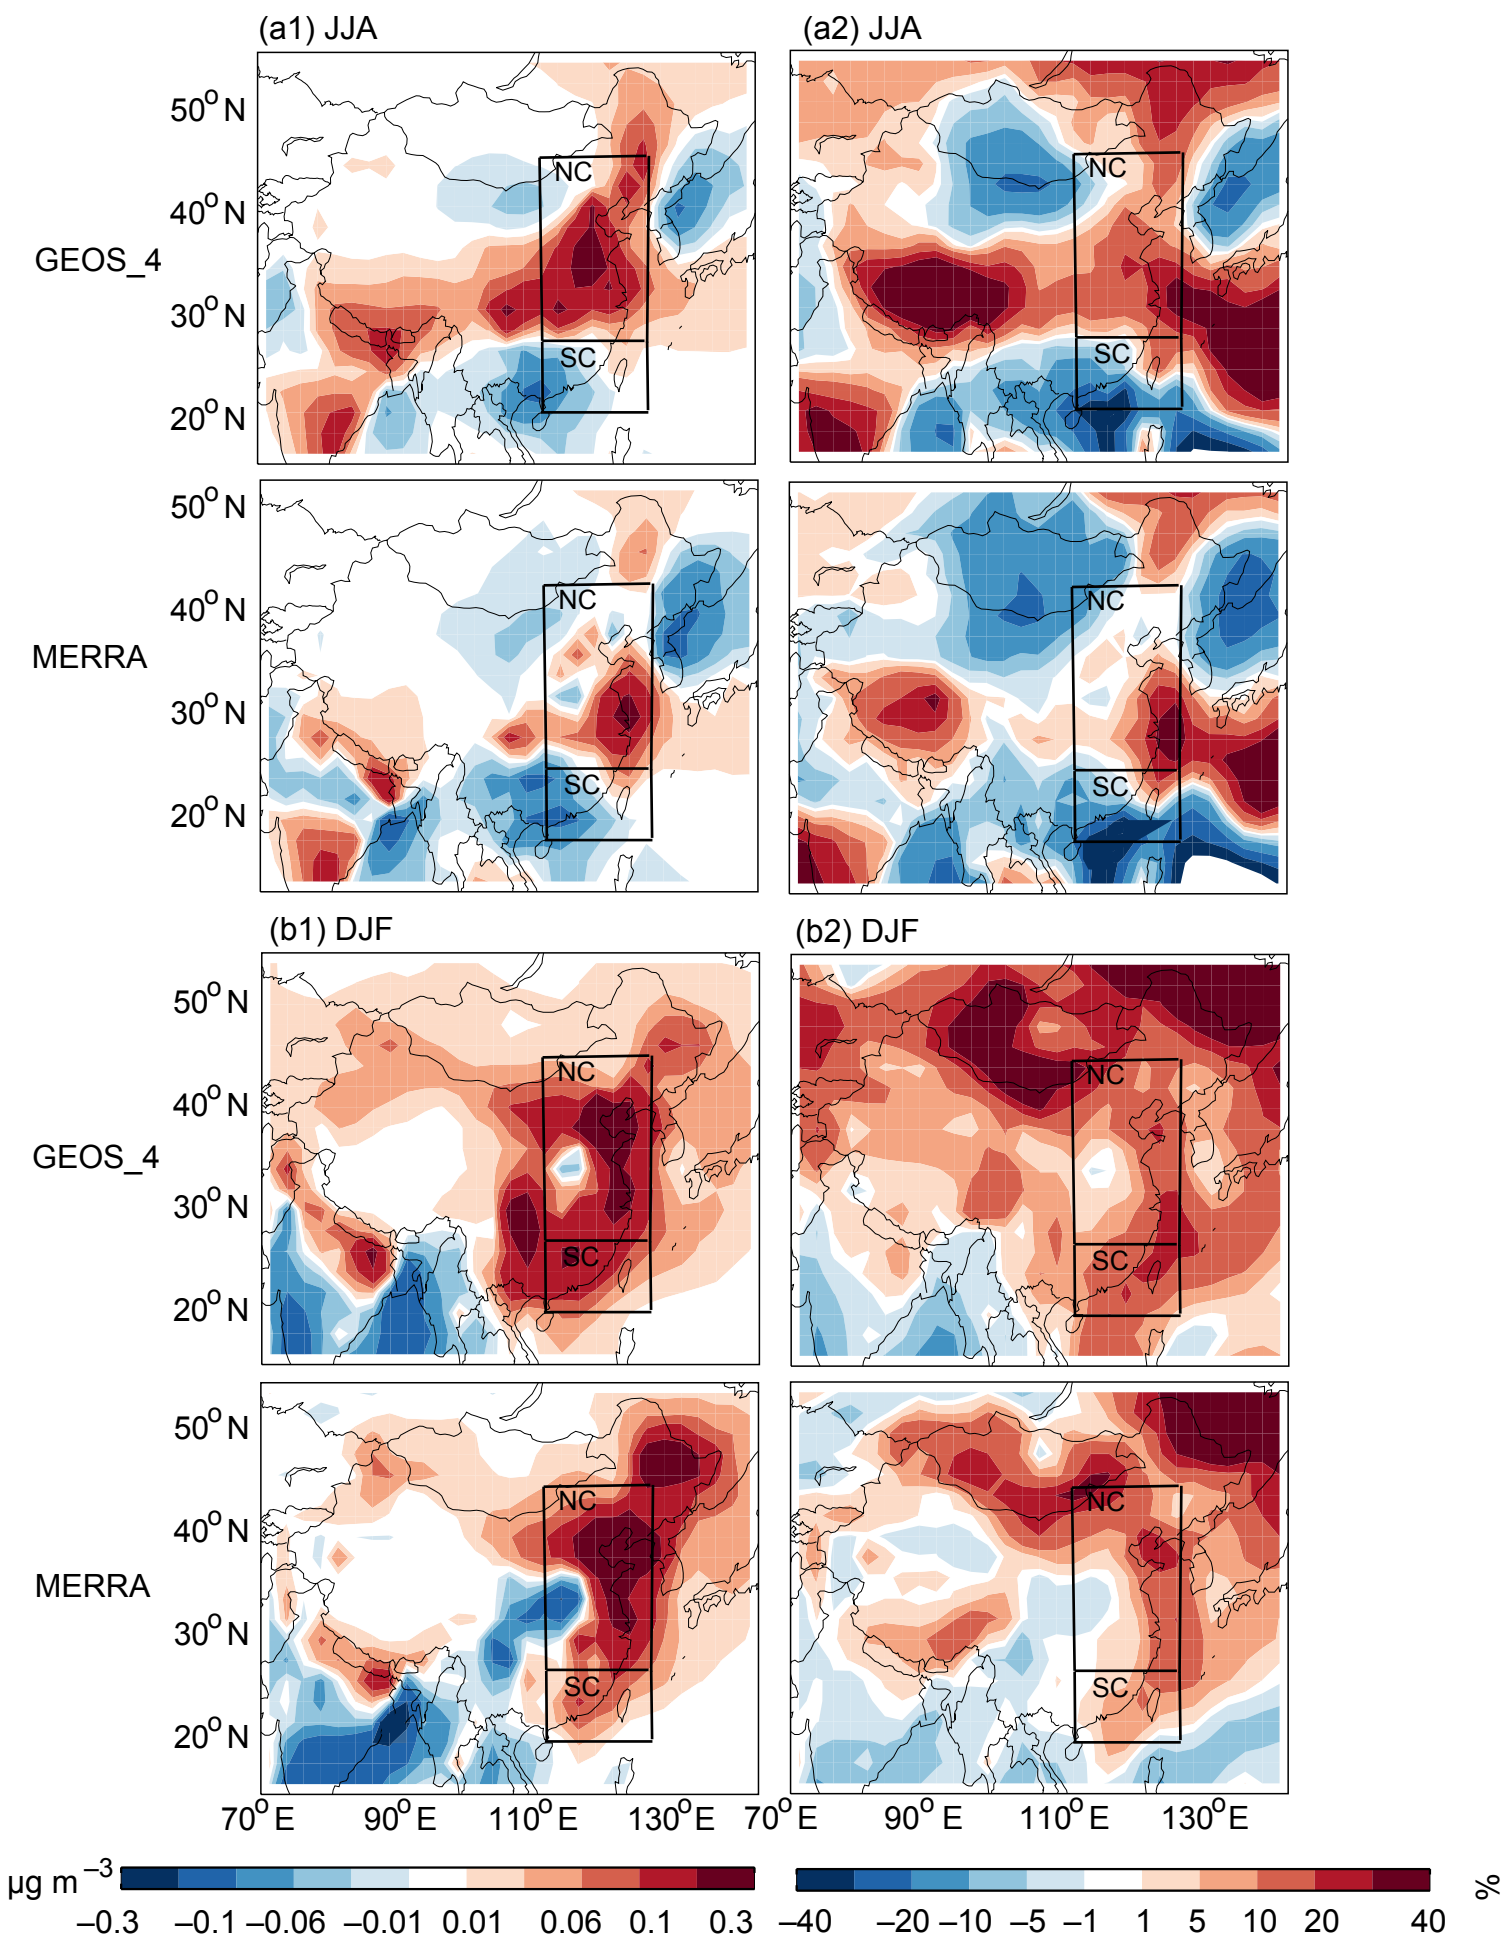 (a1) JJA
(a2) JJA
50° N
40° N
GEOS_4
30° N
20° N
NC
SC
NC
SC
50° N
40° N
MERRA
30° N
20° N
NC
SC
NC
SC
(b1) DJF
(b2) DJF
50° N
40° N
GEOS_4
30° N
20° N
NC
SC
NC
SC
50° N
40° N
MERRA
30° N
20° N
NC
SC
NC
SC
70° E 90° E 110° E 130° E 70° E 90° E 110° E 130° E
µg m⁻³
–0.3 –0.1 –0.06 –0.01 0.01 0.06 0.1 0.3
–40 –20 –10 –5 –1 1 5 10 20 40
%